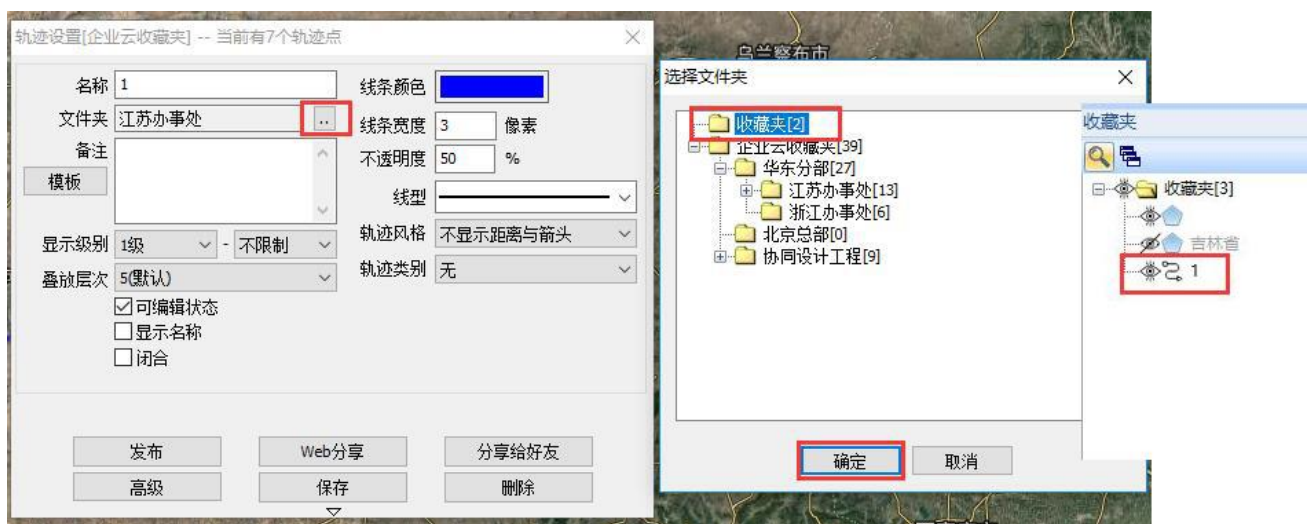 乌兰察布市
轨迹设置[企业云收藏夹] -- 当前有7个轨迹点
名称 1
文件夹 江苏办事处 ..
备注
模板
显示级别 1级 - 不限制
叠放层次 5(默认)
可编辑状态
显示名称
闭合
线条颜色
线条宽度 3 像素
不透明度 50 %
线型
轨迹风格 不显示距离与箭头
轨迹类别 无
发布 Web分享 分享给好友
高级 保存 删除
选择文件夹
收藏夹[2]
企业云收藏夹[39]
华东分部[27]
江苏办事处[13]
浙江办事处[6]
北京总部[0]
协同设计工程[9]
确定 取消
收藏夹
收藏夹[3]
吉林省
1